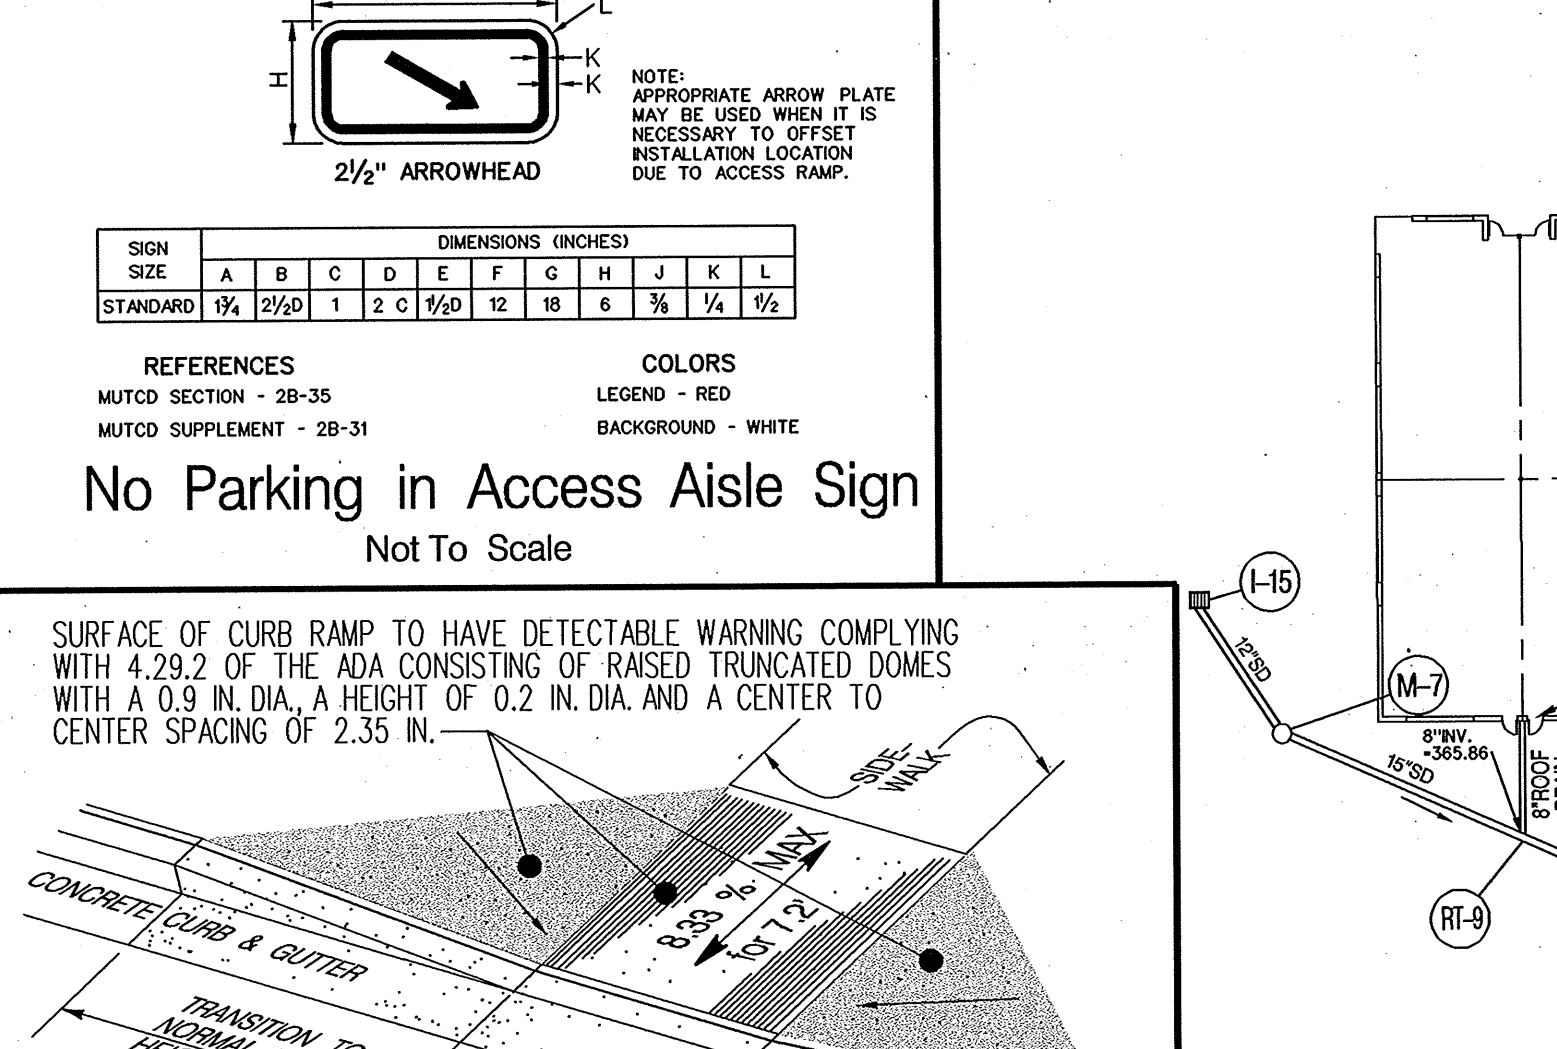 L
H
K
K
2½" ARROWHEAD
NOTE:
APPROPRIATE ARROW PLATE
MAY BE USED WHEN IT IS
NECESSARY TO OFFSET
INSTALLATION LOCATION
DUE TO ACCESS RAMP.
SIGN SIZE
DIMENSIONS (INCHES)
A B C D E F G H J K L
STANDARD 1¾ 2½D 1 2 C 1½D 12 18 6 ⅜ ¼ 1½
REFERENCES
MUTCD SECTION - 2B-35
MUTCD SUPPLEMENT - 2B-31
COLORS
LEGEND - RED
BACKGROUND - WHITE
No Parking in Access Aisle Sign
Not To Scale
SURFACE OF CURB RAMP TO HAVE DETECTABLE WARNING COMPLYING
WITH 4.29.2 OF THE ADA CONSISTING OF RAISED TRUNCATED DOMES
WITH A 0.9 IN. DIA., A HEIGHT OF 0.2 IN. DIA. AND A CENTER TO
CENTER SPACING OF 2.35 IN.
SIDE-
WALK
8.33 % MAX
for 7.2'
CONCRETE CURB & GUTTER
TRANSITION TO
NORMAL
I-15
12"SD
M-7
8"INV.
=365.86
15"SD
8"ROOF
RT-9